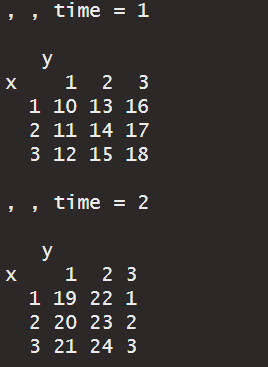 , , time = 1
y
x 1 2 3
1 10 13 16
2 11 14 17
3 12 15 18
, , time = 2
y
x 1 2 3
1 19 22 1
2 20 23 2
3 21 24 3